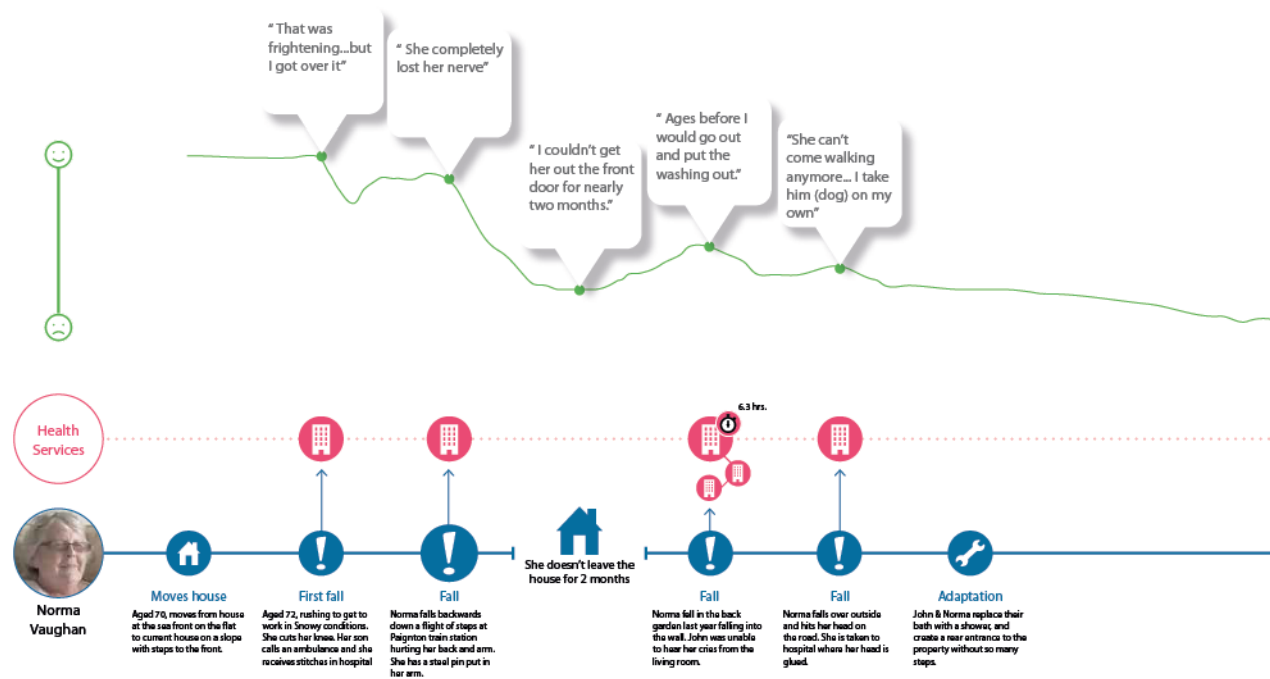 “ That was
frightening...but
I got over it”
“ She completely
lost her nerve”
“ I couldn’t get
her out the front
door for nearly
two months.”
“ Ages before I
would go out
and put the
washing out.”
“She can’t
come walking
anymore... I take
him (dog) on my
own”
6.3 hrs.
Health
Services
Norma
Vaughan
Moves house
Aged 70, moves from house
at the sea front on the flat
to current house on a slope
with steps to the front.
First fall
Aged 72, rushing to get to
work in Snowy conditions.
She cuts her knee. Her son
calls an ambulance and she
receives stitches in hospital
Fall
Norma falls backwards
down a flight of steps at
Paignton train station
hurting her back and arm.
She has a steel pin put in
her arm.
She doesn’t leave the
house for 2 months
Fall
Norma fell in the back
garden last year falling into
the wall. John was unable
to hear her cries from the
living room.
Fall
Norma falls over outside
and hits her head on
the road. She is taken to
hospital where her head is
glued.
Adaptation
John & Norma replace their
bath with a shower, and
create a rear entrance to the
property without so many
steps.